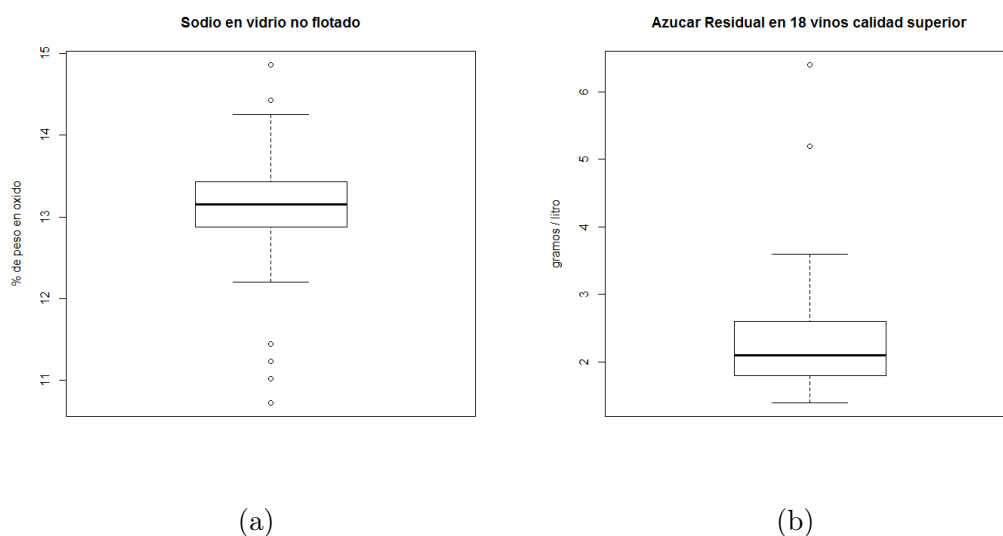 Sodio en vidrio no flotado
% de peso en oxido
15
14
13
12
11
(a)
Azucar Residual en 18 vinos calidad superior
gramos / litro
6
5
4
3
2
(b)